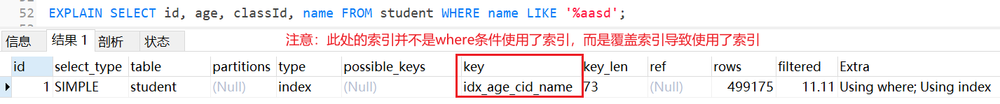 52 EXPLAIN SELECT id, age, classId, name FROM student WHERE name LIKE '%aasd';
信息 结果 1 剖析 状态 注意：此处的索引并不是where条件使用了索引，而是覆盖索引导致使用了索引
id select_type table partitions type possible_keys key key_len ref rows filtered Extra
1 SIMPLE student (Null) index (Null) idx_age_cid_name 73 (Null) 499175 11.11 Using where; Using index